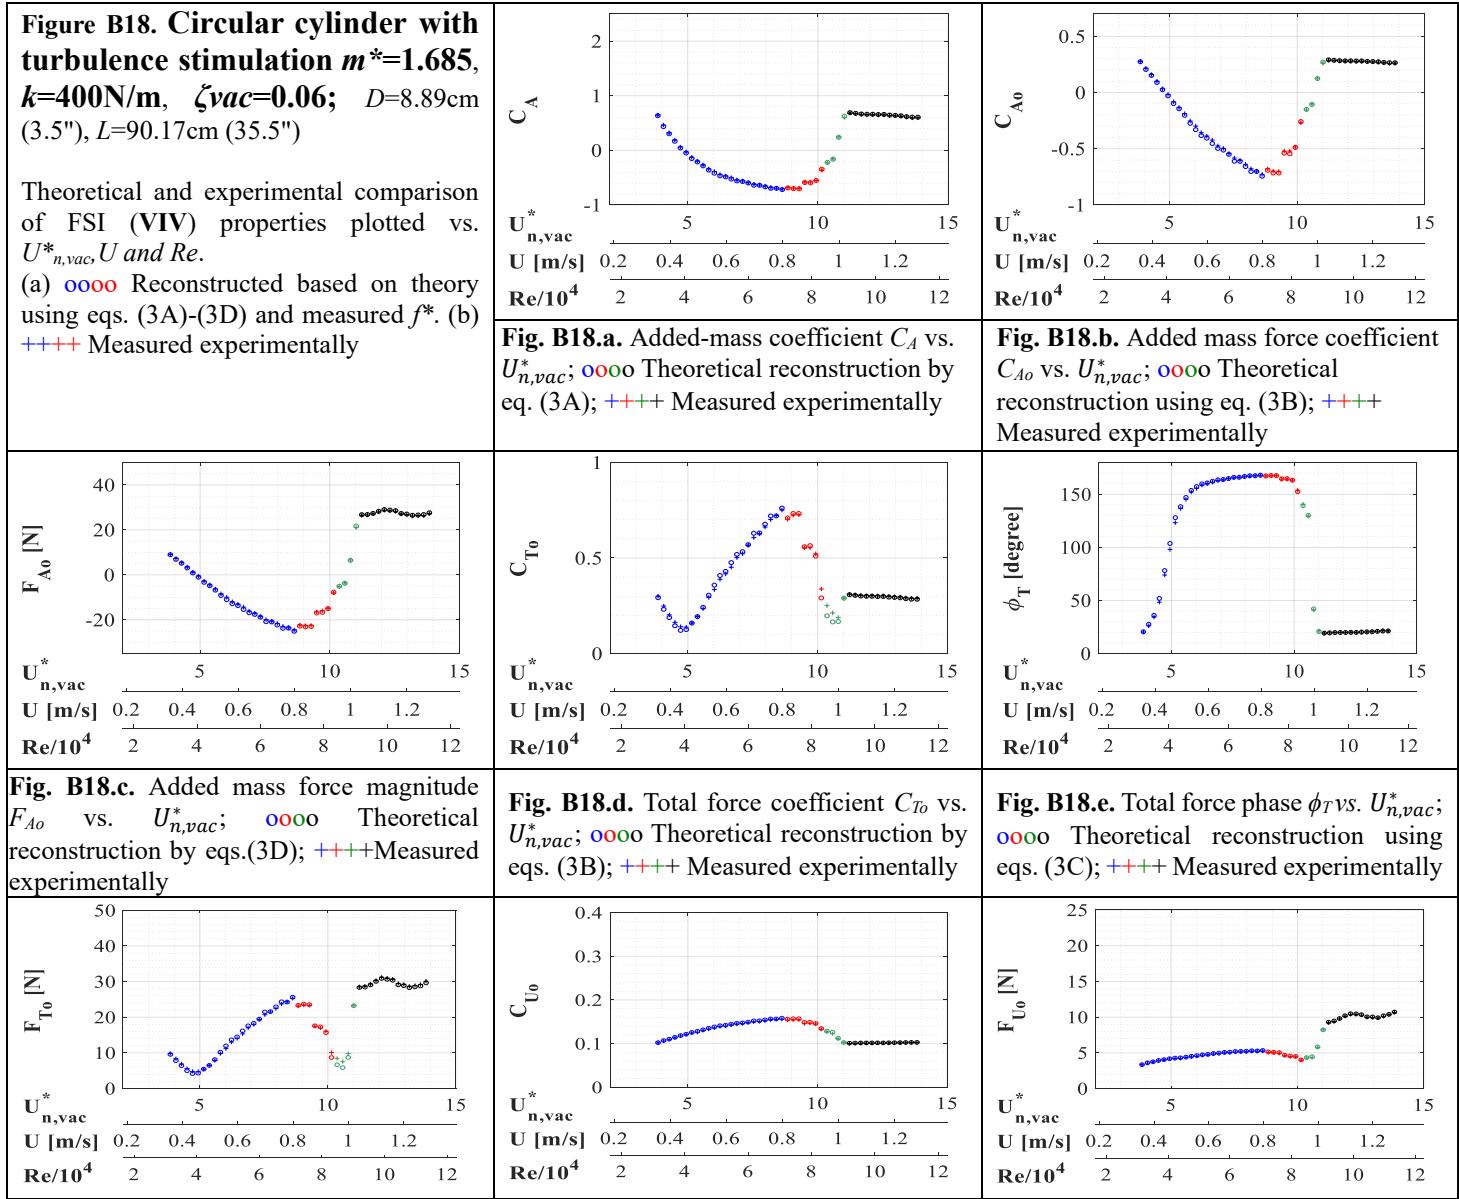 Figure B18. Circular cylinder with
turbulence stimulation m*=1.685,
k=400N/m, ζvac=0.06; D=8.89cm
(3.5"), L=90.17cm (35.5")
Theoretical and experimental comparison
of FSI (VIV) properties plotted vs.
U*n,vac, U and Re.
(a) oooo Reconstructed based on theory
using eqs. (3A)-(3D) and measured f*. (b)
++++ Measured experimentally
C_A
2
1
0
-1
5 10 15
U*n,vac
U [m/s] 0.2 0.4 0.6 0.8 1 1.2
Re/10^4 2 4 6 8 10 12
Fig. B18.a. Added-mass coefficient CA vs.
U*n,vac; oooo Theoretical reconstruction by
eq. (3A); ++++ Measured experimentally
C_Ao
0.5
0
-0.5
-1
5 10 15
U*n,vac
U [m/s] 0.2 0.4 0.6 0.8 1 1.2
Re/10^4 2 4 6 8 10 12
Fig. B18.b. Added mass force coefficient
CAo vs. U*n,vac; oooo Theoretical
reconstruction using eq. (3B); ++++
Measured experimentally
F_Ao [N]
40
20
0
-20
5 10 15
U*n,vac
U [m/s] 0.2 0.4 0.6 0.8 1 1.2
Re/10^4 2 4 6 8 10 12
Fig. B18.c. Added mass force magnitude
FAo vs. U*n,vac; oooo Theoretical
reconstruction by eqs.(3D); ++++Measured
experimentally
C_To
1
0.5
0
5 10 15
U*n,vac
U [m/s] 0.2 0.4 0.6 0.8 1 1.2
Re/10^4 2 4 6 8 10 12
Fig. B18.d. Total force coefficient CTo vs.
U*n,vac; oooo Theoretical reconstruction by
eqs. (3B); ++++ Measured experimentally
ϕ_T [degree]
150
100
50
0
5 10 15
U*n,vac
U [m/s] 0.2 0.4 0.6 0.8 1 1.2
Re/10^4 2 4 6 8 10 12
Fig. B18.e. Total force phase ϕT vs. U*n,vac;
oooo Theoretical reconstruction using
eqs. (3C); ++++ Measured experimentally
F_To [N]
50
40
30
20
10
0
5 10 15
U*n,vac
U [m/s] 0.2 0.4 0.6 0.8 1 1.2
Re/10^4 2 4 6 8 10 12
C_Uo
0.4
0.3
0.2
0.1
0
5 10 15
U*n,vac
U [m/s] 0.2 0.4 0.6 0.8 1 1.2
Re/10^4 2 4 6 8 10 12
F_Uo [N]
25
20
15
10
5
0
5 10 15
U*n,vac
U [m/s] 0.2 0.4 0.6 0.8 1 1.2
Re/10^4 2 4 6 8 10 12